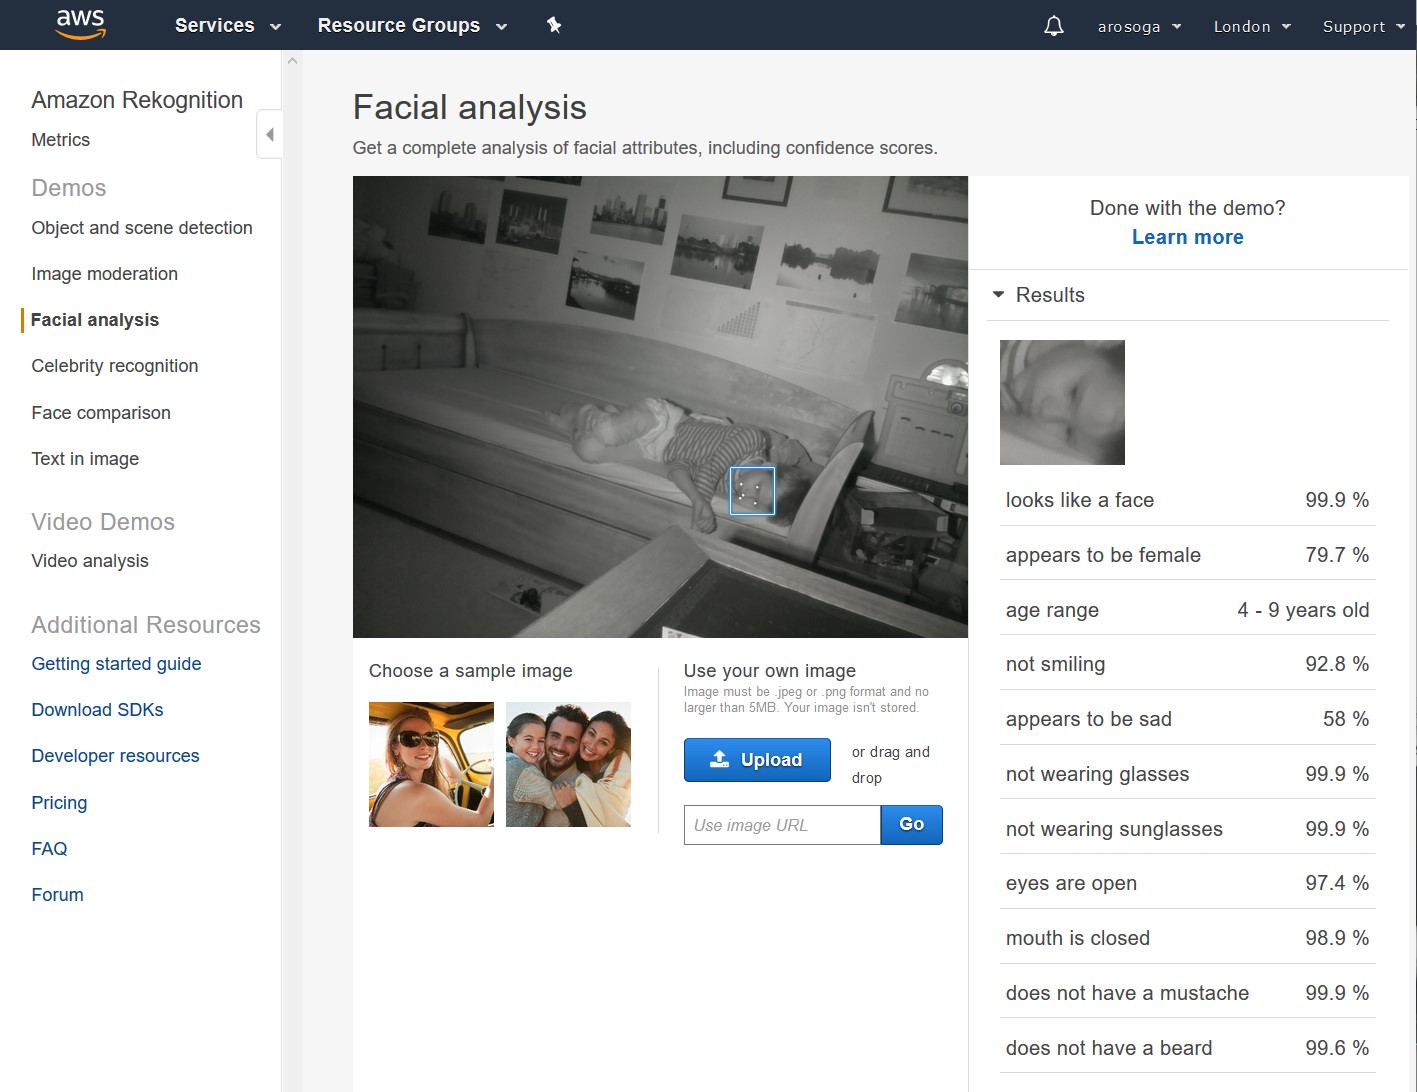 aws
Services
Resource Groups
arosoga
London
Support
Amazon Rekognition
Metrics
Demos
Object and scene detection
Image moderation
Facial analysis
Celebrity recognition
Face comparison
Text in image
Video Demos
Video analysis
Additional Resources
Getting started guide
Download SDKs
Developer resources
Pricing
FAQ
Forum
Facial analysis
Get a complete analysis of facial attributes, including confidence scores.
Choose a sample image
Use your own image
Image must be .jpeg or .png format and no
larger than 5MB. Your image isn't stored.
Upload
or drag and
drop
Use image URL
Go
Done with the demo?
Learn more
Results
looks like a face 99.9 %
appears to be female 79.7 %
age range 4 - 9 years old
not smiling 92.8 %
appears to be sad 58 %
not wearing glasses 99.9 %
not wearing sunglasses 99.9 %
eyes are open 97.4 %
mouth is closed 98.9 %
does not have a mustache 99.9 %
does not have a beard 99.6 %